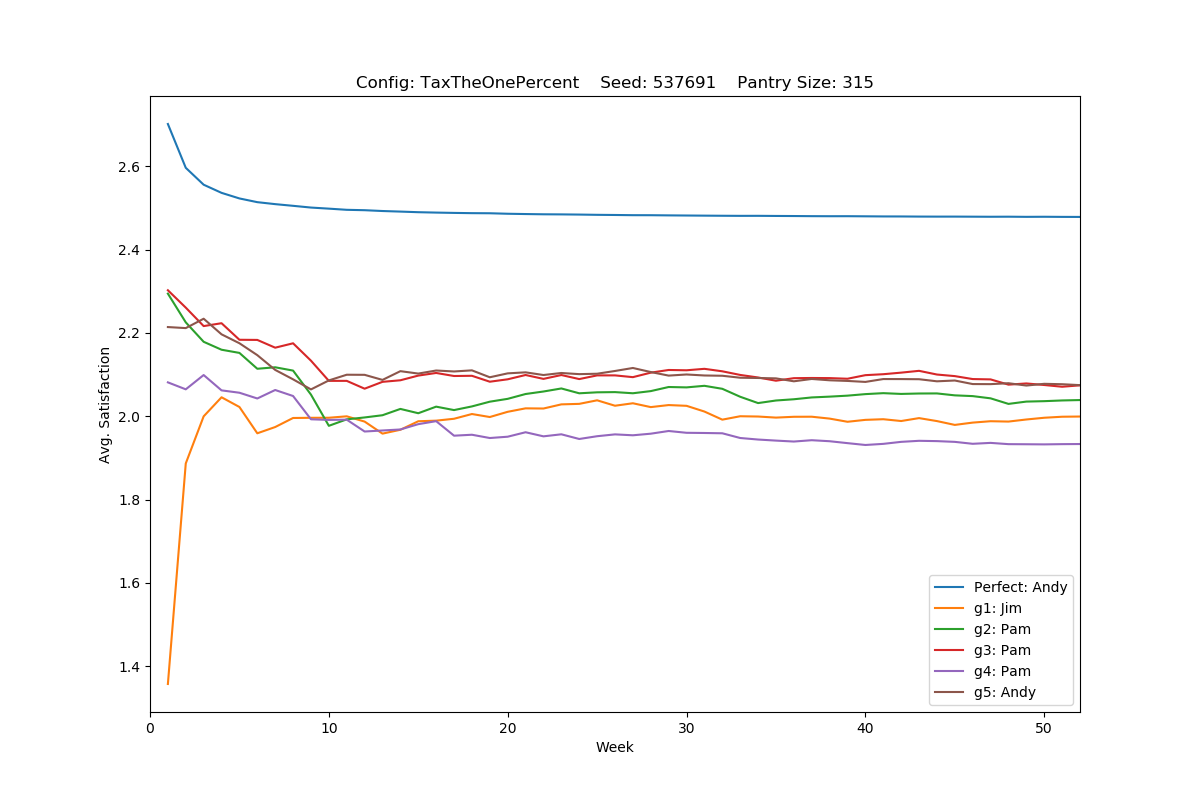 Config: TaxTheOnePercent    Seed: 537691    Pantry Size: 315
Avg. Satisfaction
2.6
2.4
2.2
2.0
1.8
1.6
1.4
Perfect: Andy
g1: Jim
g2: Pam
g3: Pam
g4: Pam
g5: Andy
0 10 20 30 40 50
Week